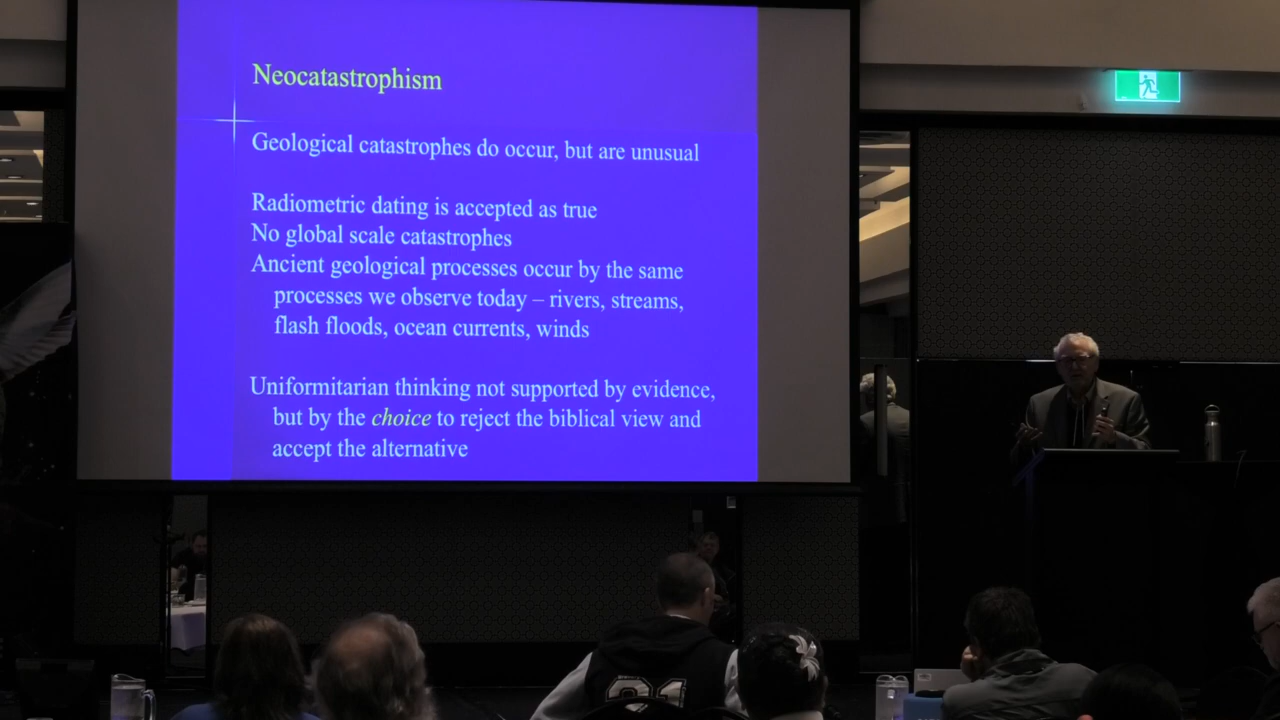 Neocatastrophism
Geological catastrophes do occur, but are unusual
Radiometric dating is accepted as true
No global scale catastrophes
Ancient geological processes occur by the same
processes we observe today – rivers, streams,
flash floods, ocean currents, winds
Uniformitarian thinking not supported by evidence,
but by the choice to reject the biblical view and
accept the alternative
21